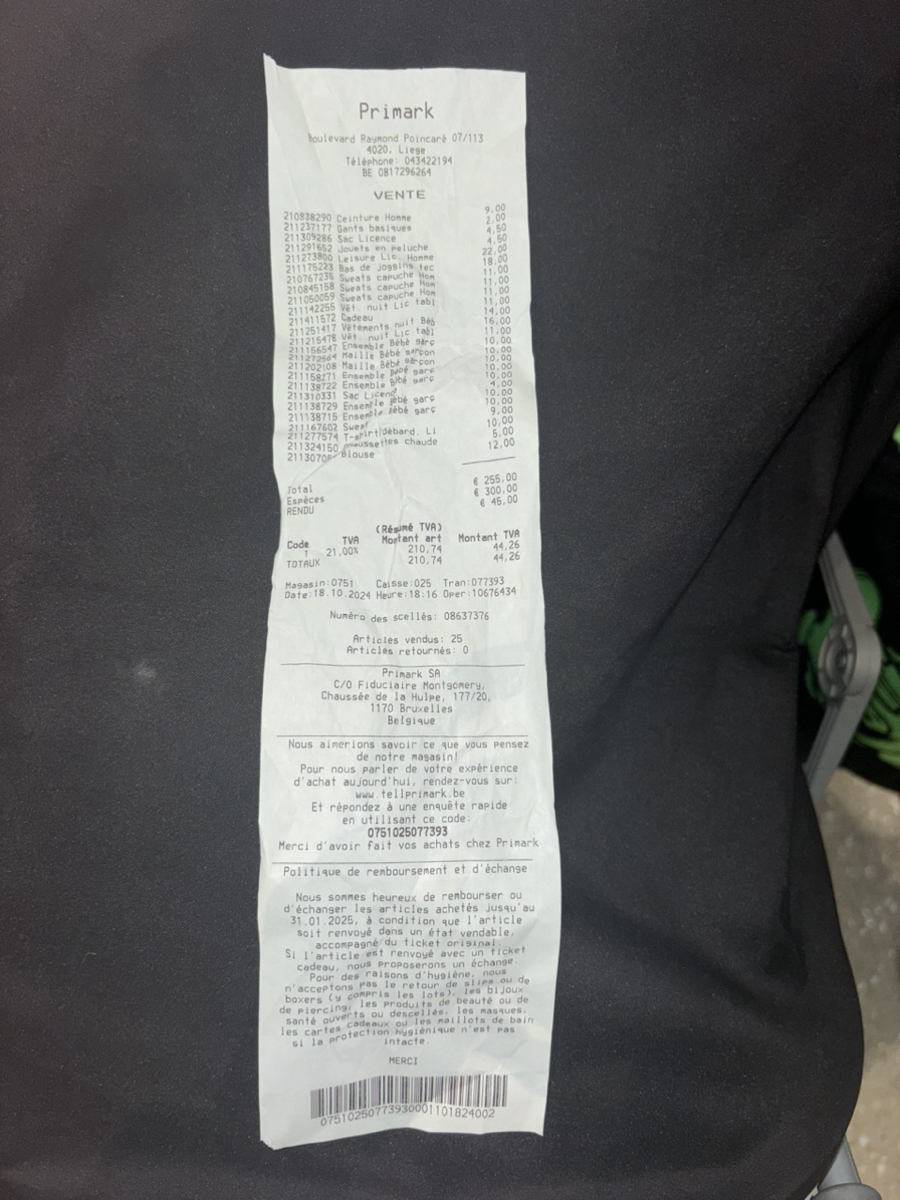 Primark
Boulevard Raymond Poincaré 07/113
4020, Liege
Téléphone: 043422194
BE 0817296264
VENTE
210838290 Ceinture Homme 9,00
211237177 Gants basiques 2,00
211309286 Sac Licence 4,50
211291652 Jouets en peluche 4,50
211273800 Leisure Lic. Homme 22,00
211175223 Bas de jogging tec 18,00
210767238 Sweats capuche Hom 11,00
210845158 Sweats capuche Hom 11,00
211050059 Sweats capuche Hom 11,00
211142255 Vêt. nuit Lic tabl 11,00
211411572 Cadeau 14,00
211251417 Vêtements nuit Béb 16,00
211215478 Vêt. nuit Lic tabl 11,00
211156547 Ensemble Bébé garç 10,00
211272664 Maille Bébé garçon 10,00
211202108 Maille Bébé garçon 10,00
211158271 Ensemble Bébé garç 10,00
211138722 Ensemble Bébé garç 10,00
211310331 Sac Licence 4,00
211138729 Ensemble Bébé garç 10,00
211138715 Ensemble Bébé garç 10,00
211167602 Sweat 9,00
211277574 T-shirt/débard. Li 10,00
211324150 chaude 5,00
Blouse 12,00
Total € 255,00
Espèces € 300,00
RENDU € 45,00
(Résumé TVA)
Code TVA Montant art Montant TVA
1 21,00% 210,74 44,26
TOTAUX 210,74 44,26
Magasin:0751 Caisse:025 Tran:077393
Date:18.10.2024 Heure:18:16 Oper:10676434
Numéro des scellés: 08637376
Articles vendus: 25
Articles retournés: 0
Primark SA
C/O Fiduciaire Montgomery,
Chaussée de la Hulpe, 177/20,
1170 Bruxelles
Belgique
Nous aimerions savoir ce que vous pensez
de notre magasin!
Pour nous parler de votre expérience
d'achat aujourd'hui, rendez-vous sur:
www.tellprimark.be
Et répondez à une enquête rapide
en utilisant ce code:
0751025077393
Merci d'avoir fait vos achats chez Primark
Politique de remboursement et d'échange
Nous sommes heureux de rembourser ou
d'échanger les articles achetés jusqu'au
31.01.2025, à condition que l'article
soit renvoyé dans un état vendable,
accompagné du ticket original.
Si l'article est renvoyé avec un ticket
cadeau, nous proposerons un échange.
Pour des raisons d'hygiène, nous
n'acceptons pas le retour de slips ou de
boxers (y compris les lots), les bijoux
de piercing, les produits de beauté ou de
santé ouverts ou descellés, les masques,
les cartes cadeaux ou les maillots de bain
si la protection hygiénique n'est pas
intacte.
MERCI
07510250773930001101824002